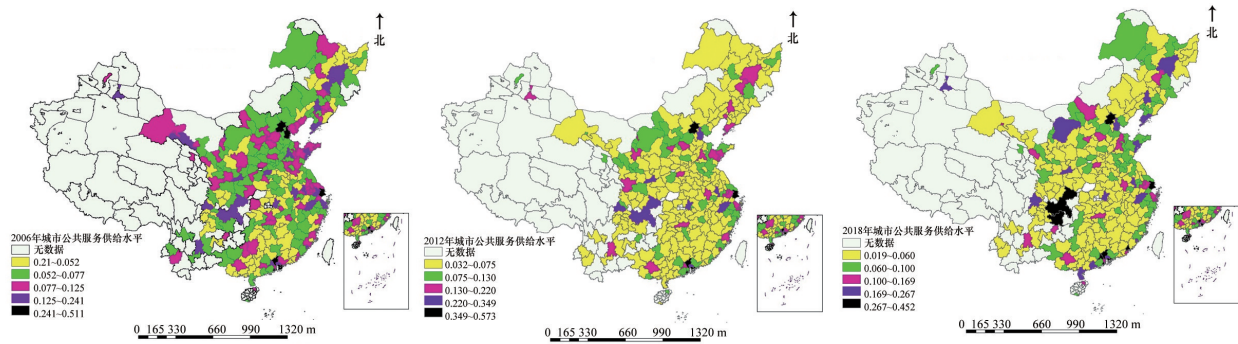 北
2006年城市公共服务供给水平
无数据
0.21~0.052
0.052~0.077
0.077~0.125
0.125~0.241
0.241~0.511
0 165 330 660 990 1320 m
北
2012年城市公共服务供给水平
无数据
0.032~0.075
0.075~0.130
0.130~0.220
0.220~0.349
0.349~0.573
0 165 330 660 990 1320 m
北
2018年城市公共服务供给水平
无数据
0.019~0.060
0.060~0.100
0.100~0.169
0.169~0.267
0.267~0.452
0 165 330 660 990 1320 m